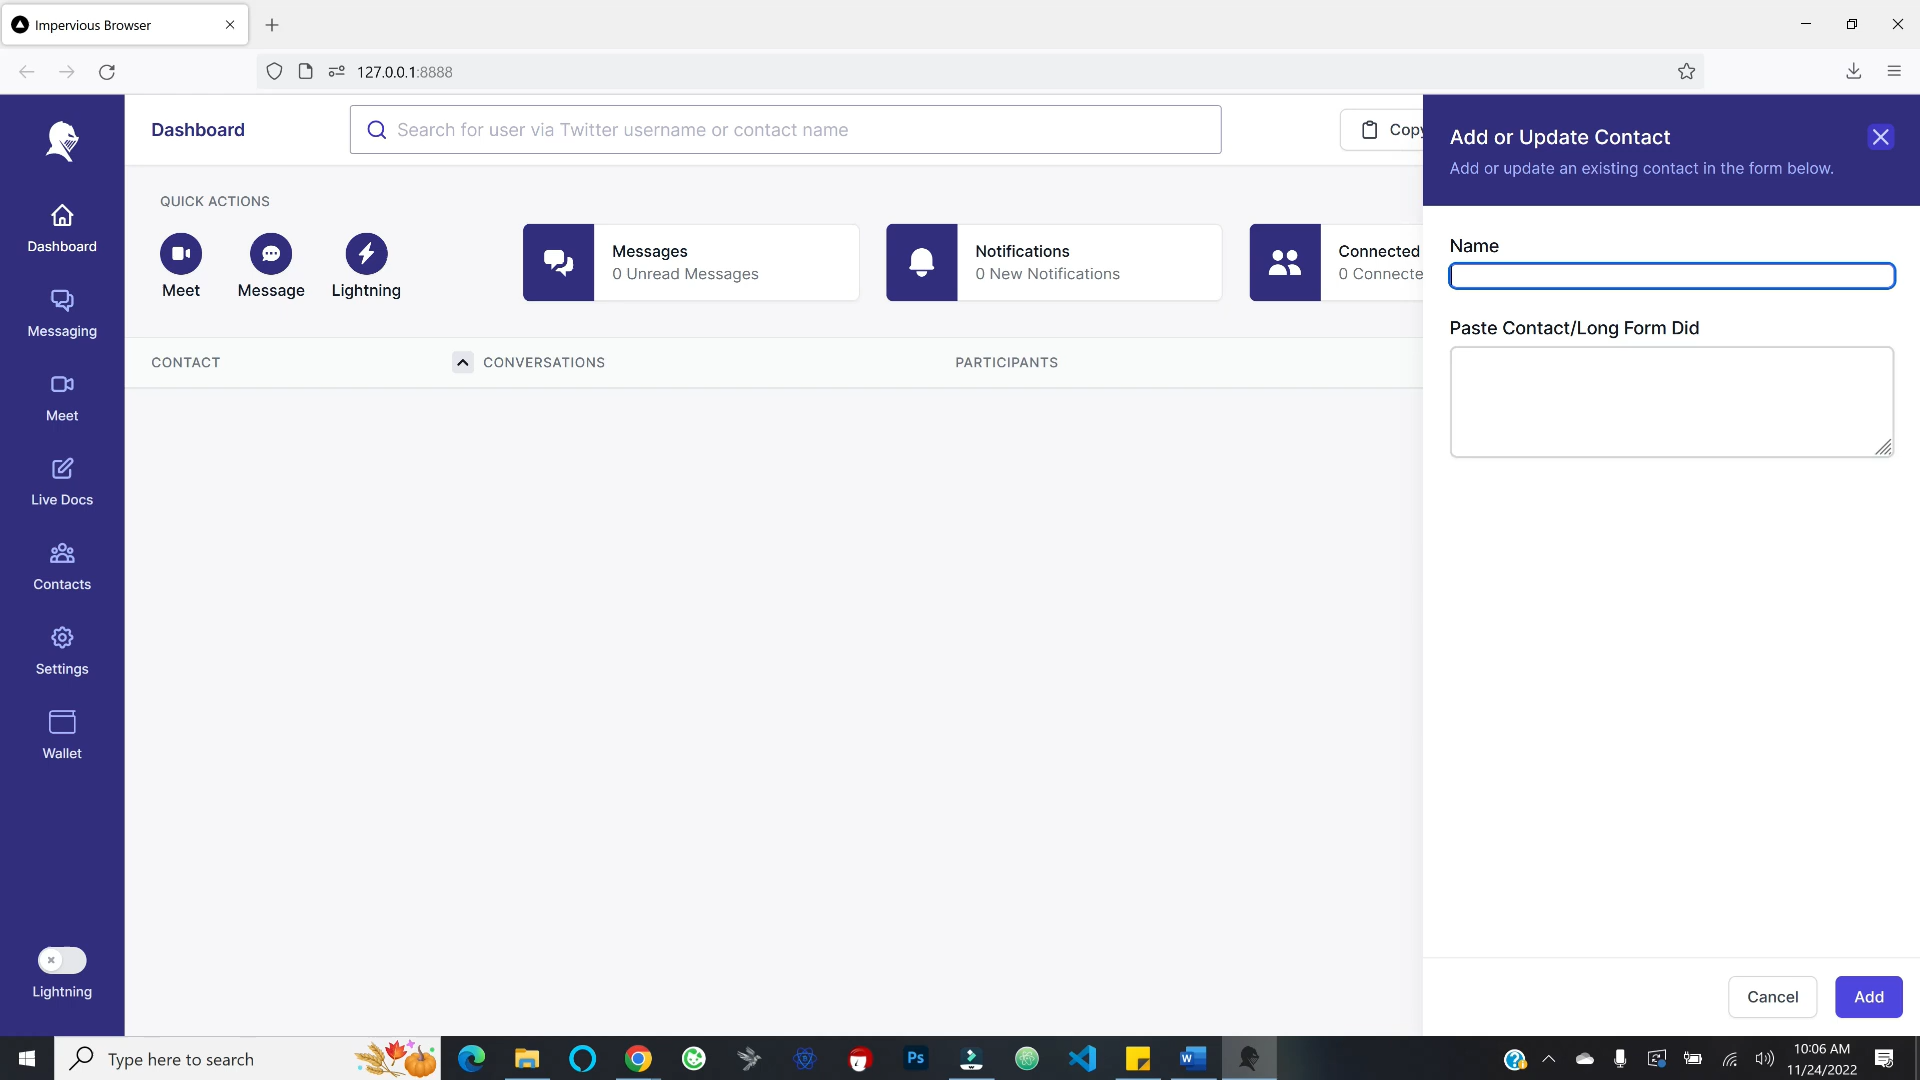 Impervious Browser
127.0.0.1:8888
Dashboard
Search for user via Twitter username or contact name
Copy
Add or Update Contact
Add or update an existing contact in the form below.
QUICK ACTIONS
Meet
Message
Lightning
Messages
0 Unread Messages
Notifications
0 New Notifications
Connected
0 Connecte
CONTACT
CONVERSATIONS
PARTICIPANTS
Name
Paste Contact/Long Form Did
Dashboard
Messaging
Meet
Live Docs
Contacts
Settings
Wallet
Lightning
Cancel
Add
Type here to search
Ps
W
10:06 AM
11/24/2022